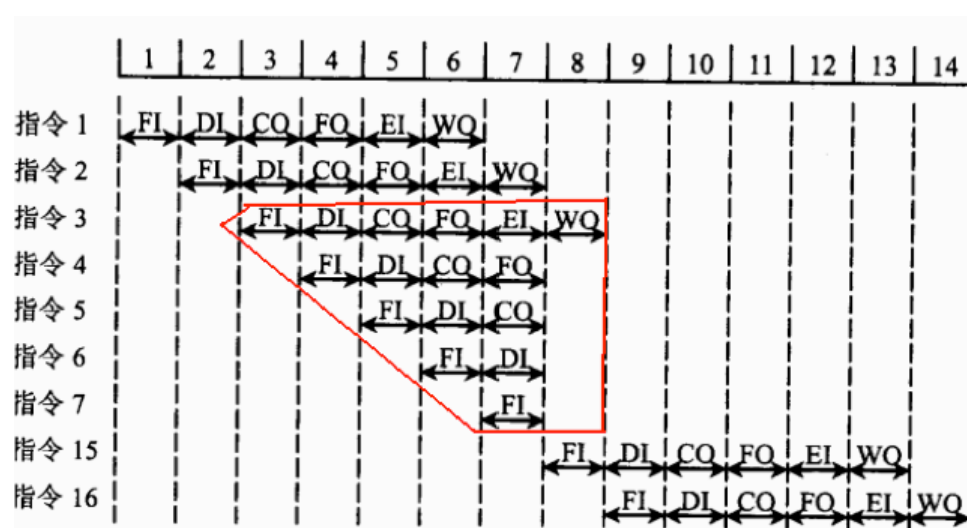 1 2 3 4 5 6 7 8 9 10 11 12 13 14
指令 1 FI DI CO FO EI WO
指令 2 FI DI CO FO EI WO
指令 3 FI DI CO FO EI WO
指令 4 FI DI CO FO
指令 5 FI DI CO
指令 6 FI DI
指令 7 FI
指令 15 FI DI CO FO EI WO
指令 16 FI DI CO FO EI WO